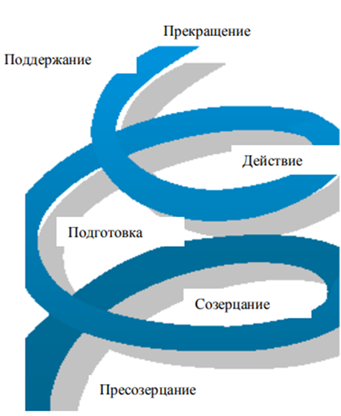 Прекращение
Поддержание
Действие
Подготовка
Созерцание
Пресозерцание